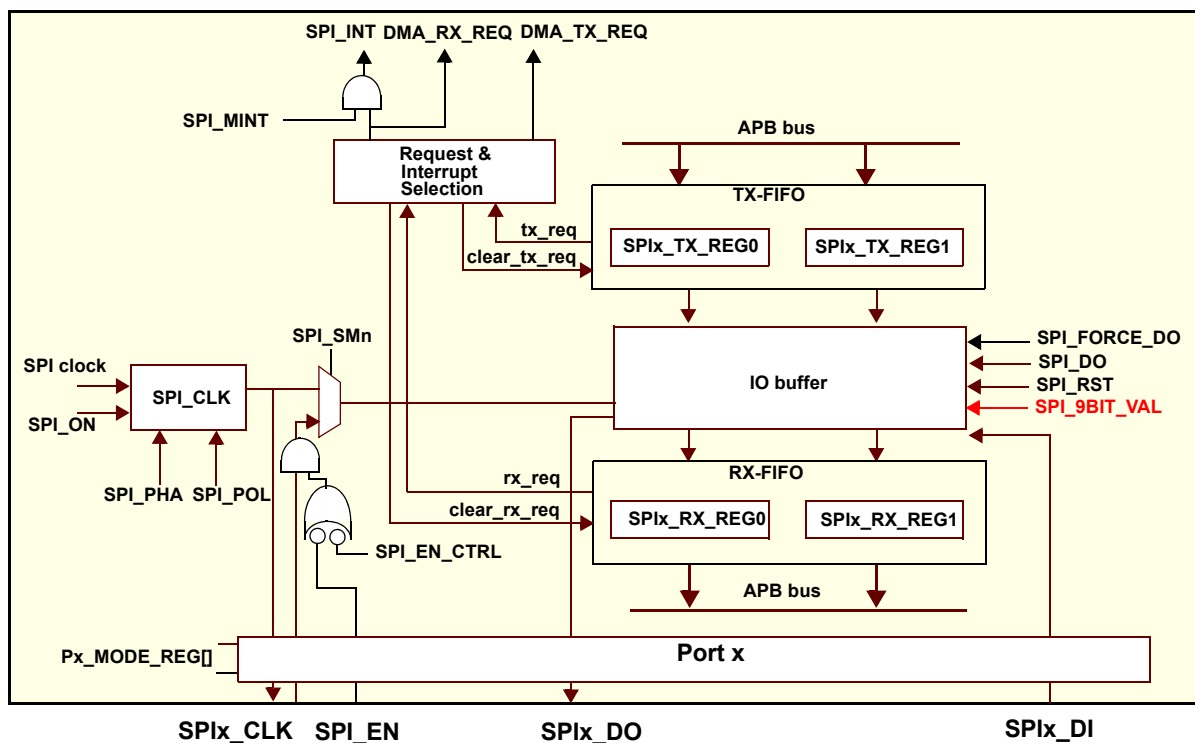 SPI_INT DMA_RX_REQ DMA_TX_REQ
SPI_MINT
APB bus
Request &
Interrupt
Selection
TX-FIFO
tx_req
SPIx_TX_REG0 SPIx_TX_REG1
clear_tx_req
SPI_SMn
SPI_FORCE_DO
SPI clock
SPI_DO
IO buffer
SPI_RST
SPI_CLK
SPI_9BIT_VAL
SPI_ON
RX-FIFO
rx_req
SPI_PHA SPI_POL
clear_rx_req
SPIx_RX_REG0 SPIx_RX_REG1
SPI_EN_CTRL
APB bus
Px_MODE_REG[]
Port x
SPIx_CLK SPI_EN SPIx_DO SPIx_DI